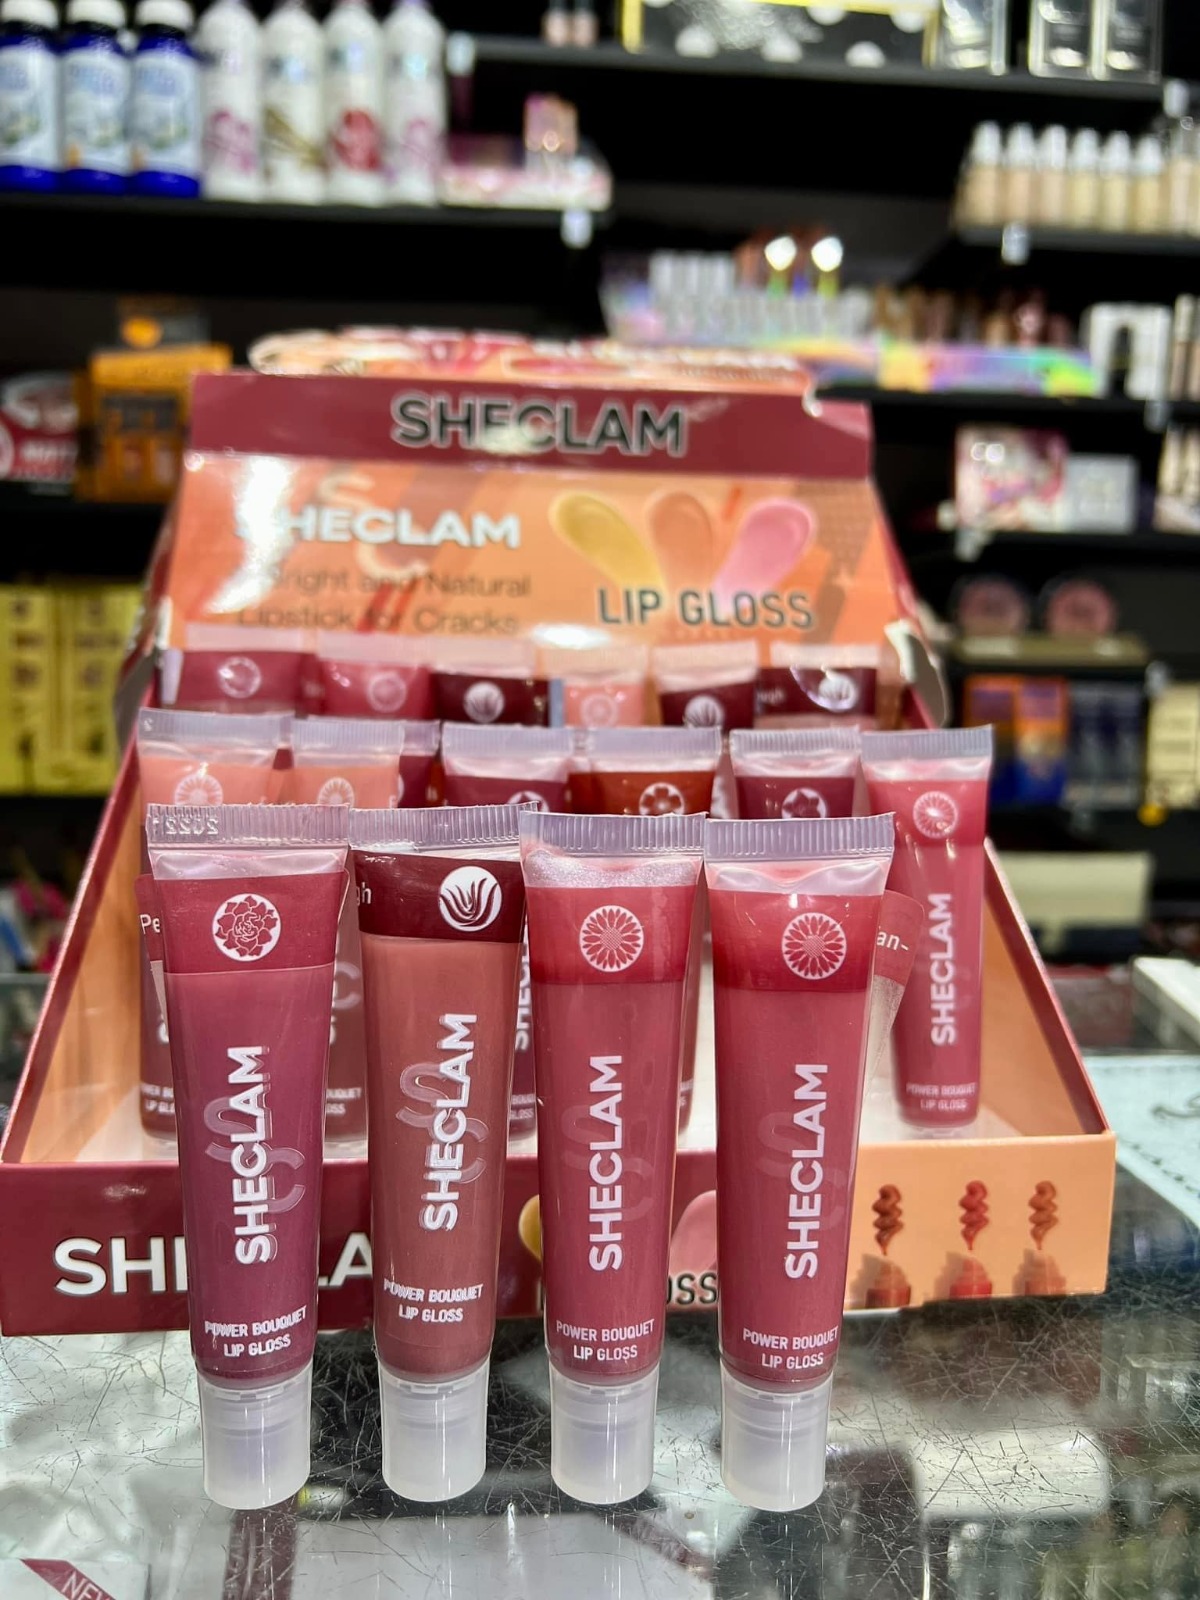 SHECLAM
SHECLAM
Bright and Natural
Lipstick for Cracks
LIP GLOSS
SHECLAM
POWER BOUQUET
LIP GLOSS
SHECLAM
POWER BOUQUET
LIP GLOSS
SHECLAM
POWER BOUQUET
LIP GLOSS
SHECLAM
POWER BOUQUET
LIP GLOSS
SHECLAM
POWER BOUQUET
LIP GLOSS
NEW